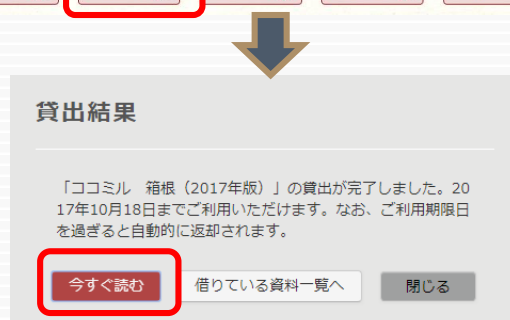 貸出結果
「ココミル　箱根（2017年版）」の貸出が完了しました。20
17年10月18日までご利用いただけます。なお、ご利用期限日
を過ぎると自動的に返却されます。
今すぐ読む　借りている資料一覧へ　閉じる